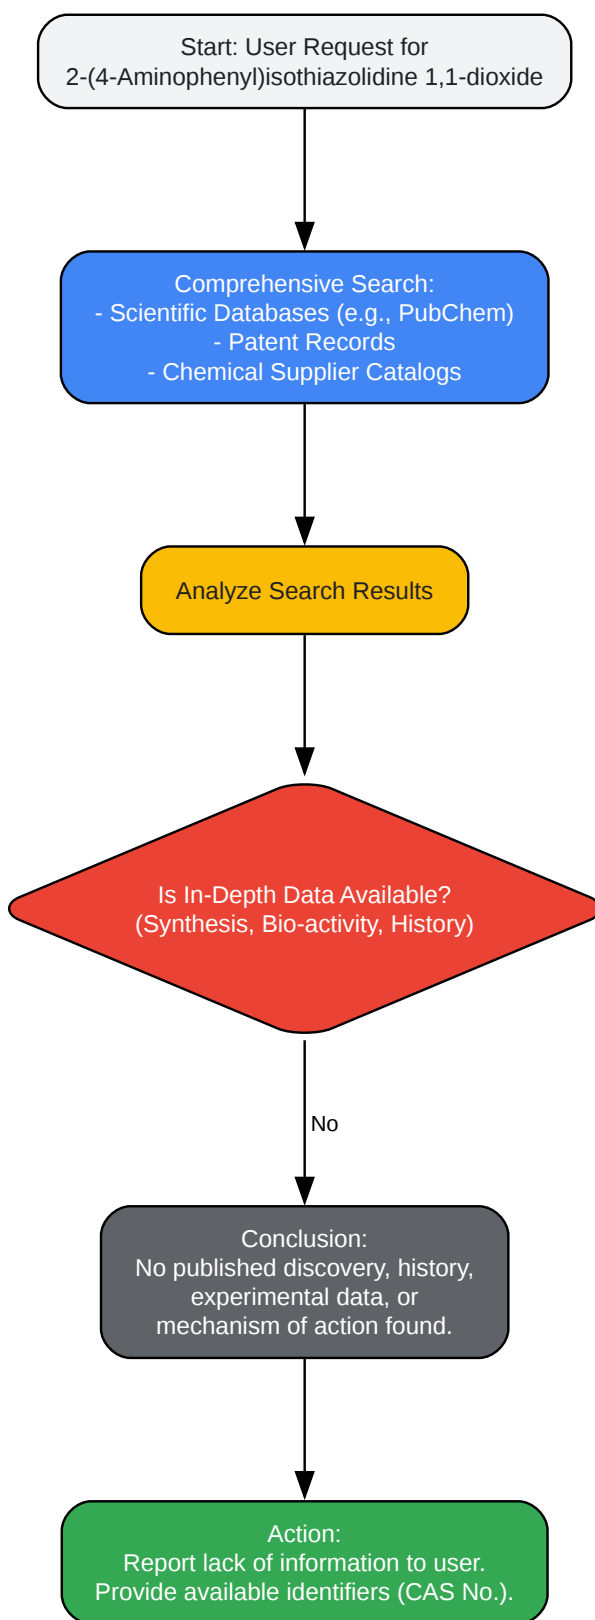 Start: User Request for
2-(4-Aminophenyl)isothiazolidine 1,1-dioxide
Comprehensive Search:
- Scientific Databases (e.g., PubChem)
- Patent Records
- Chemical Supplier Catalogs
Analyze Search Results
Is In-Depth Data Available?
(Synthesis, Bio-activity, History)
No
Conclusion:
No published discovery, history,
experimental data, or
mechanism of action found.
Action:
Report lack of information to user.
Provide available identifiers (CAS No.).